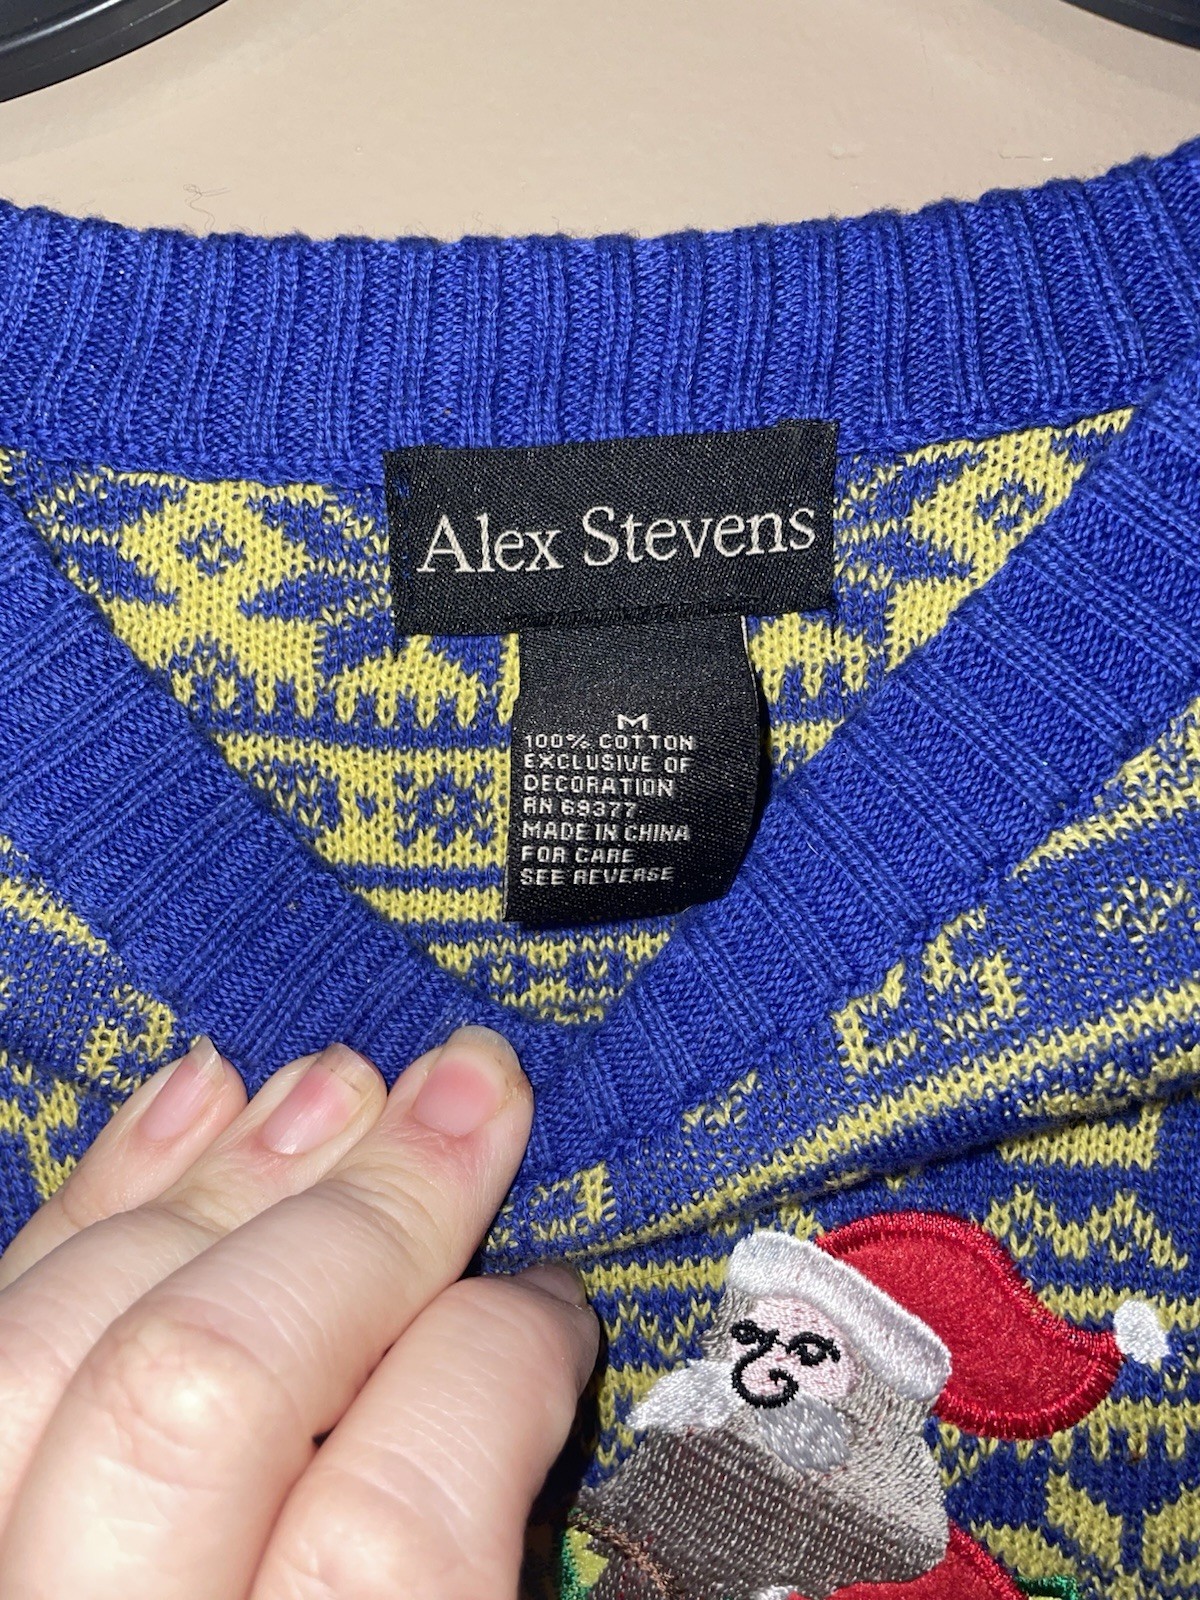 Alex Stevens
M
100% COTTON
EXCLUSIVE OF
DECORATION
RN 69377
MADE IN CHINA
FOR CARE
SEE REVERSE